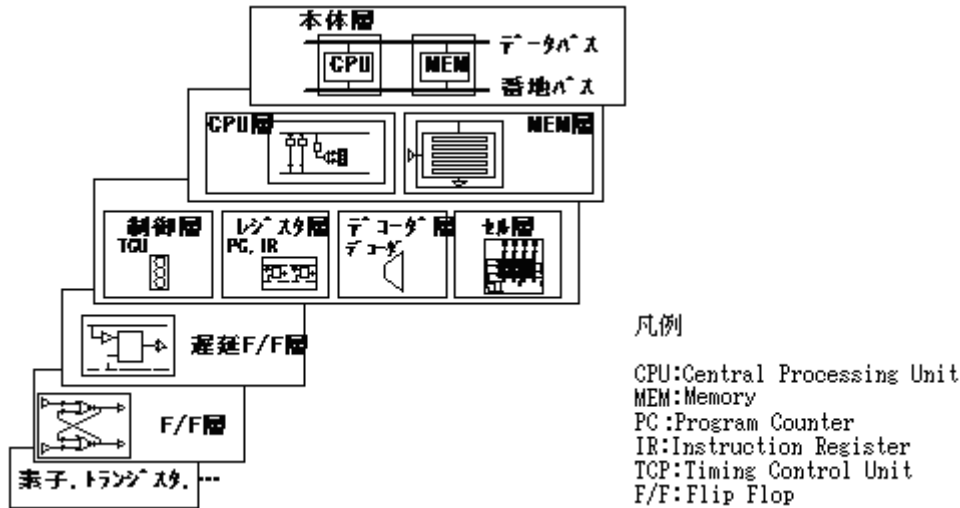 本体層
データバス
CPU MEM
番地バス
CPU層 MEM層
制御層 レジスタ層 デコーダ層 セル層
TCU PC, IR デコーダ
遅延F/F層
F/F層
素子, トランジスタ, …
凡例
CPU:Central Processing Unit
MEM:Memory
PC:Program Counter
IR:Instruction Register
TCP:Timing Control Unit
F/F:Flip Flop